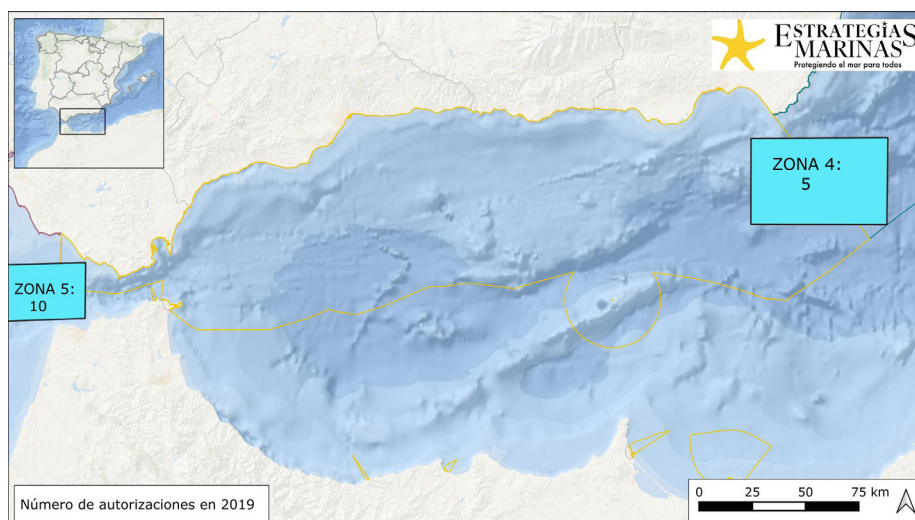 ESTRATEGIAS
MARINAS
Protegiendo el mar para todos
ZONA 4:
5
ZONA 5:
10
Número de autorizaciones en 2019
0 25 50 75 km